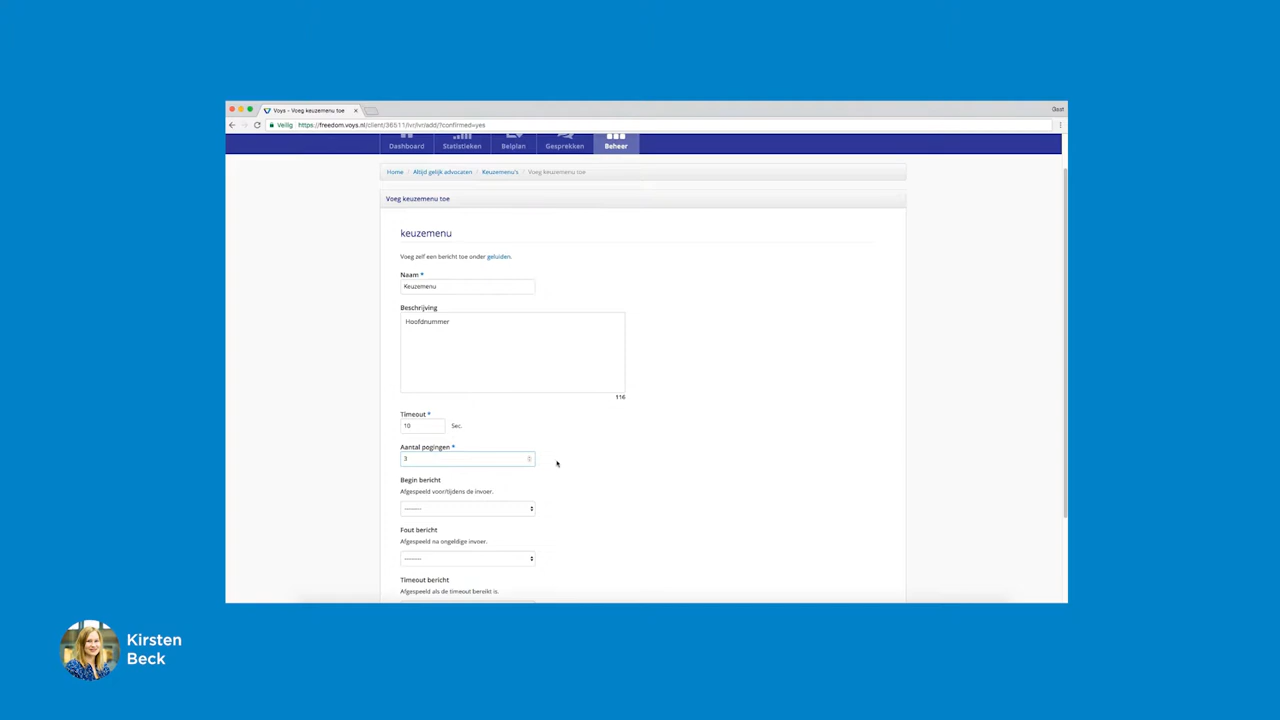 Voys - Voeg keuzemenu toe
Gast
Veilig https://freedom.voys.nl/client/36511/ivr/ivr/add/?confirmed=yes
Dashboard Statistieken Belplan Gesprekken Beheer
Home / Altijd gelijk advocaten / Keuzemenu's / Voeg keuzemenu toe
Voeg keuzemenu toe
keuzemenu
Voeg zelf een bericht toe onder geluiden.
Naam *
Keuzemenu
Beschrijving
Hoofdnummer
116
Timeout *
10 Sec.
Aantal pogingen *
3
Begin bericht
Afgespeeld voor/tijdens de invoer.
--------
Fout bericht
Afgespeeld na ongeldige invoer.
--------
Timeout bericht
Afgespeeld als de timeout bereikt is.
Kirsten
Beck